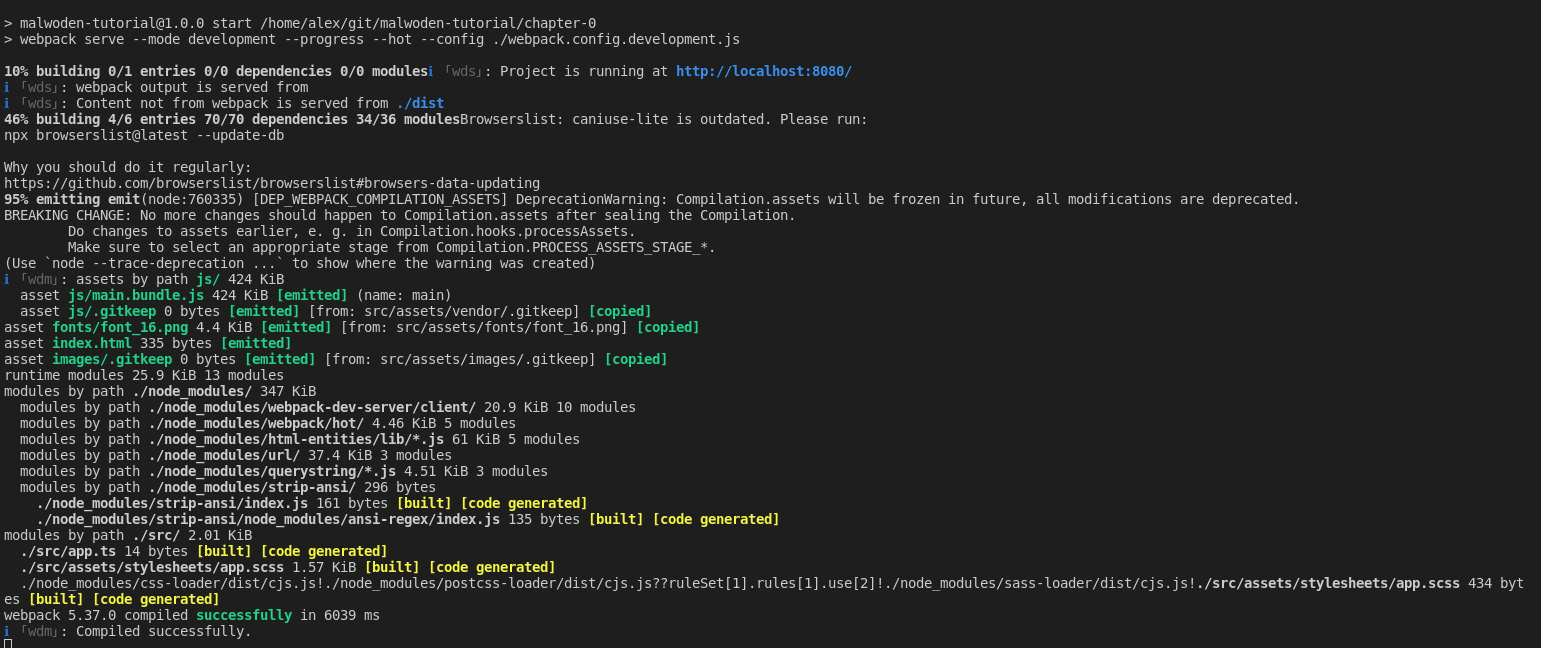 > malwoden-tutorial@1.0.0 start /home/alex/git/malwoden-tutorial/chapter-0
> webpack serve --mode development --progress --hot --config ./webpack.config.development.js
10% building 0/1 entries 0/0 dependencies 0/0 modulesℹ 「wds」: Project is running at http://localhost:8080/
ℹ 「wds」: webpack output is served from
ℹ 「wds」: Content not from webpack is served from ./dist
46% building 4/6 entries 70/70 dependencies 34/36 modulesBrowserslist: caniuse-lite is outdated. Please run:
npx browserslist@latest --update-db
Why you should do it regularly:
https://github.com/browserslist/browserslist#browsers-data-updating
95% emitting emit(node:760335) [DEP_WEBPACK_COMPILATION_ASSETS] DeprecationWarning: Compilation.assets will be frozen in future, all modifications are deprecated.
BREAKING CHANGE: No more changes should happen to Compilation.assets after sealing the Compilation.
        Do changes to assets earlier, e. g. in Compilation.hooks.processAssets.
        Make sure to select an appropriate stage from Compilation.PROCESS_ASSETS_STAGE_*.
(Use `node --trace-deprecation ...` to show where the warning was created)
ℹ 「wdm」: assets by path js/ 424 KiB
  asset js/main.bundle.js 424 KiB [emitted] (name: main)
  asset js/.gitkeep 0 bytes [emitted] [from: src/assets/vendor/.gitkeep] [copied]
asset fonts/font_16.png 4.4 KiB [emitted] [from: src/assets/fonts/font_16.png] [copied]
asset index.html 335 bytes [emitted]
asset images/.gitkeep 0 bytes [emitted] [from: src/assets/images/.gitkeep] [copied]
runtime modules 25.9 KiB 13 modules
modules by path ./node_modules/ 347 KiB
  modules by path ./node_modules/webpack-dev-server/client/ 20.9 KiB 10 modules
  modules by path ./node_modules/webpack/hot/ 4.46 KiB 5 modules
  modules by path ./node_modules/html-entities/lib/*.js 61 KiB 5 modules
  modules by path ./node_modules/url/ 37.4 KiB 3 modules
  modules by path ./node_modules/querystring/*.js 4.51 KiB 3 modules
  modules by path ./node_modules/strip-ansi/ 296 bytes
    ./node_modules/strip-ansi/index.js 161 bytes [built] [code generated]
    ./node_modules/strip-ansi/node_modules/ansi-regex/index.js 135 bytes [built] [code generated]
modules by path ./src/ 2.01 KiB
  ./src/app.ts 14 bytes [built] [code generated]
  ./src/assets/stylesheets/app.scss 1.57 KiB [built] [code generated]
  ./node_modules/css-loader/dist/cjs.js!./node_modules/postcss-loader/dist/cjs.js??ruleSet[1].rules[1].use[2]!./node_modules/sass-loader/dist/cjs.js!./src/assets/stylesheets/app.scss 434 byt
es [built] [code generated]
webpack 5.37.0 compiled successfully in 6039 ms
ℹ 「wdm」: Compiled successfully.